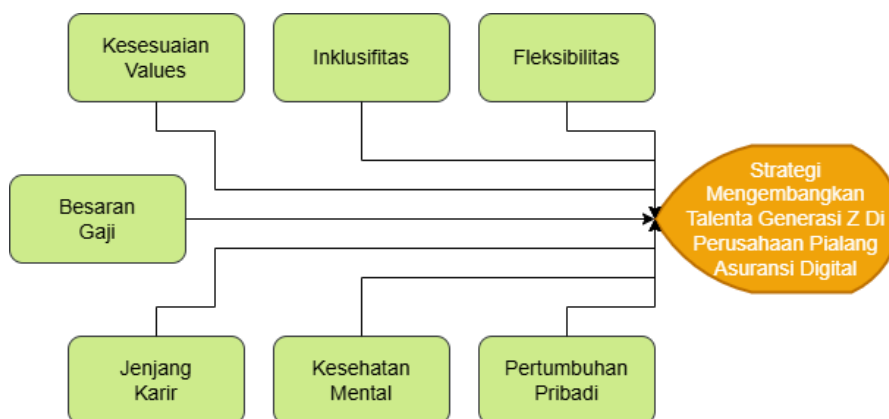 Kesesuaian
Values
Inklusifitas
Fleksibilitas
Besaran
Gaji
Strategi
Mengembangkan
Talenta Generasi Z Di
Perusahaan Pialang
Asuransi Digital
Jenjang
Karir
Kesehatan
Mental
Pertumbuhan
Pribadi